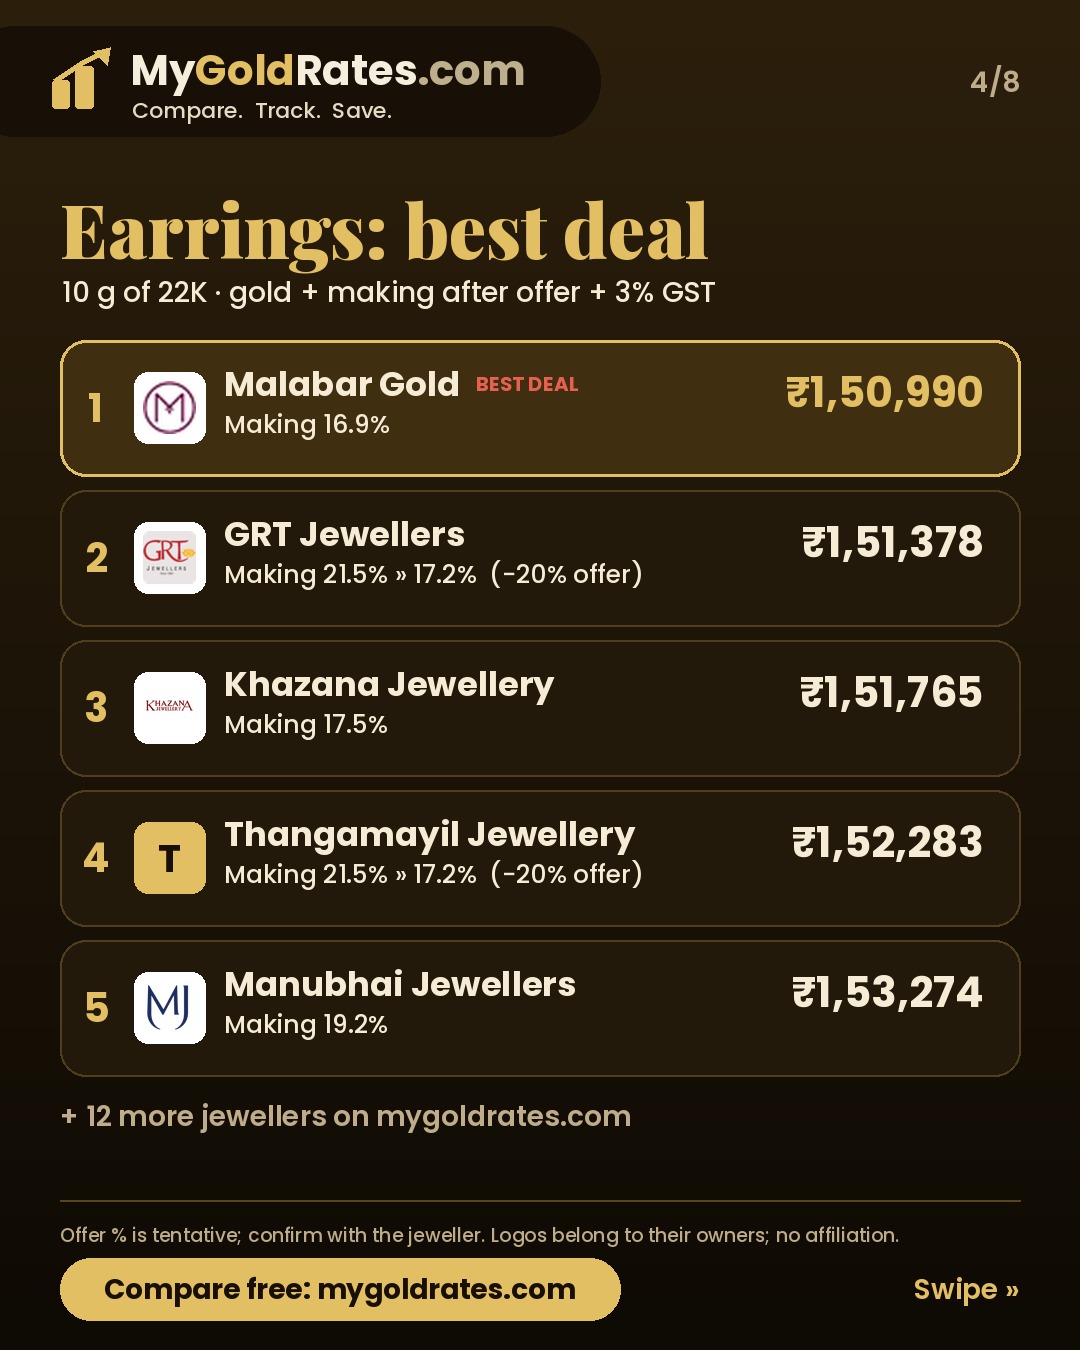 MyGoldRates.com
Compare. Track. Save.
4/8
Earrings: best deal
10 g of 22K · gold + making after offer + 3% GST
1
Malabar Gold BEST DEAL
₹1,50,990
Making 16.9%
2
GRT
JEWELLERS
GRT Jewellers
₹1,51,378
Making 21.5% » 17.2% (-20% offer)
3
KHAZANA
JEWELLERY
Khazana Jewellery
₹1,51,765
Making 17.5%
4
T
Thangamayil Jewellery
₹1,52,283
Making 21.5% » 17.2% (-20% offer)
5
MJ
Manubhai Jewellers
₹1,53,274
Making 19.2%
+ 12 more jewellers on mygoldrates.com
Offer % is tentative; confirm with the jeweller. Logos belong to their owners; no affiliation.
Compare free: mygoldrates.com
Swipe »